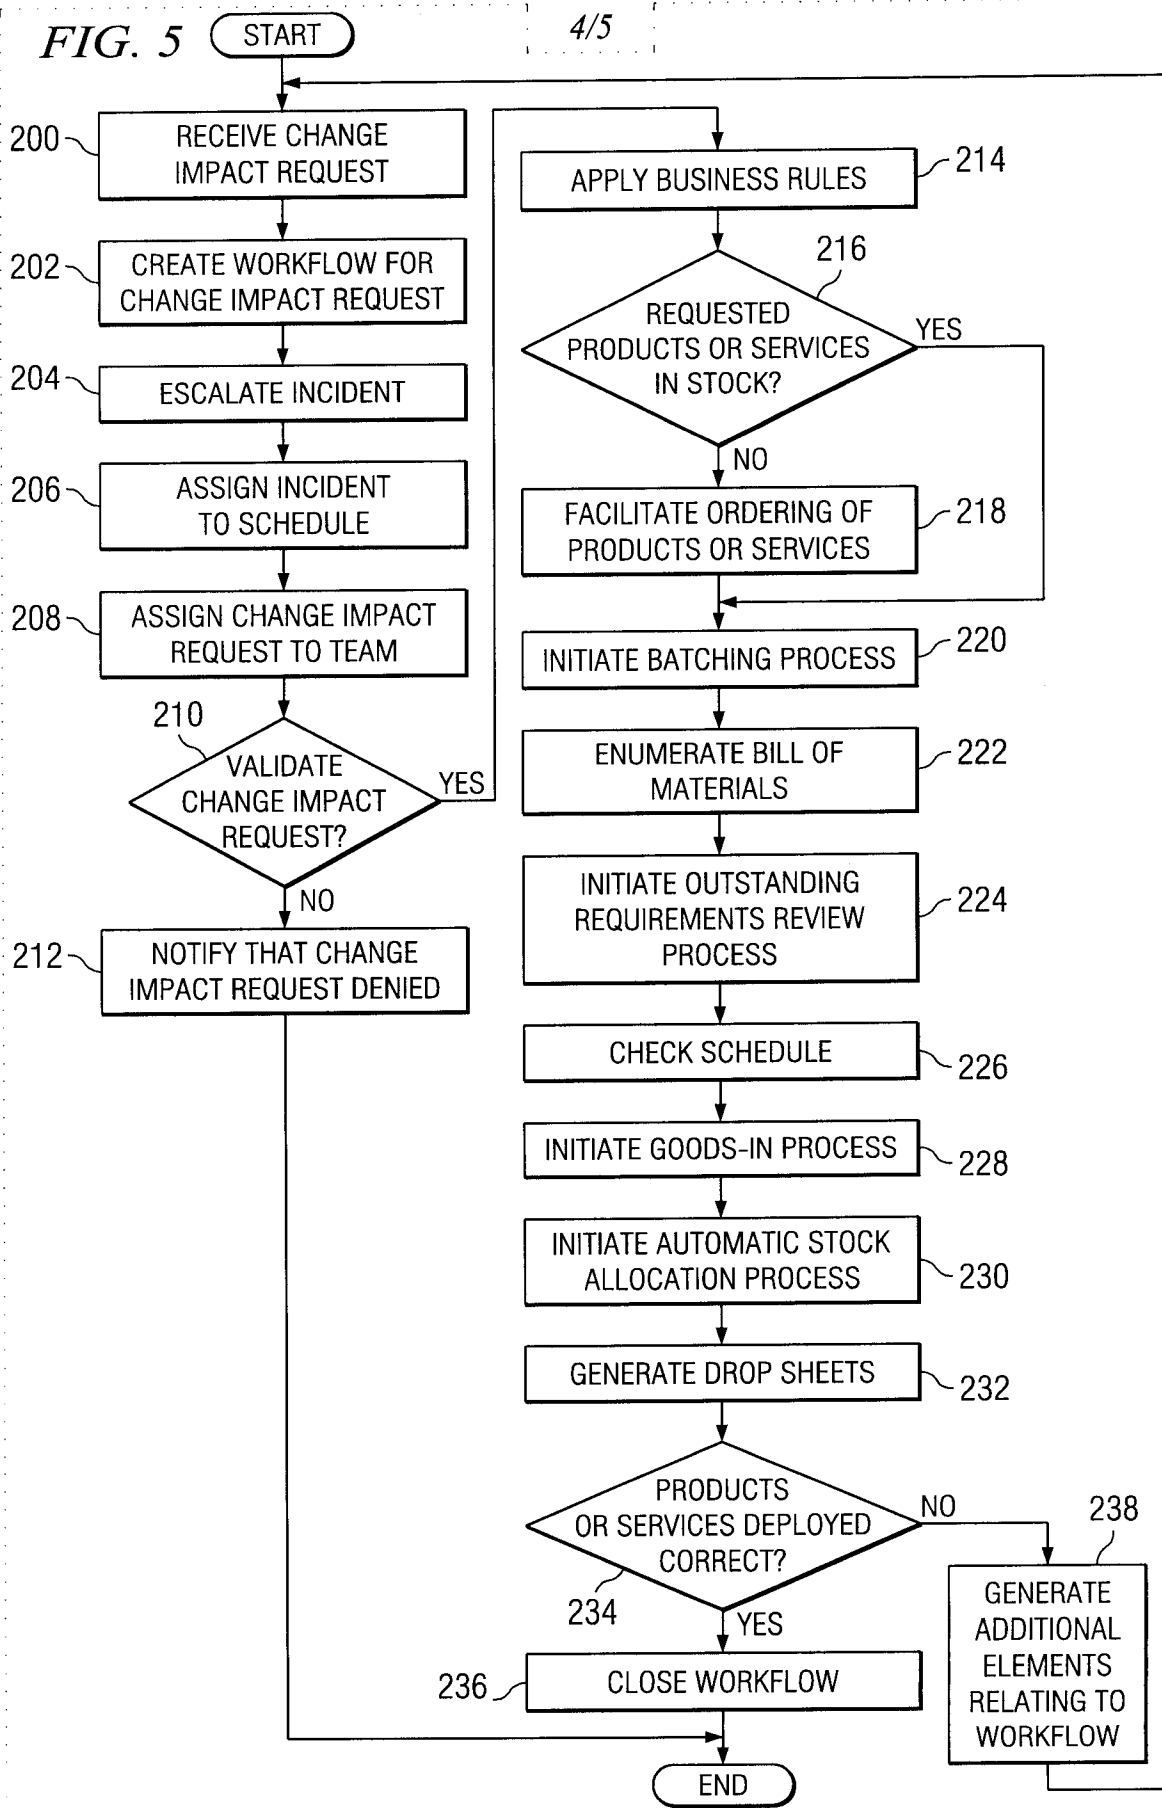 FIG. 5
4/5
START
200
RECEIVE CHANGE
IMPACT REQUEST
202
CREATE WORKFLOW FOR
CHANGE IMPACT REQUEST
204
ESCALATE INCIDENT
206
ASSIGN INCIDENT
TO SCHEDULE
208
ASSIGN CHANGE IMPACT
REQUEST TO TEAM
210
VALIDATE
CHANGE IMPACT
REQUEST?
YES
NO
212
NOTIFY THAT CHANGE
IMPACT REQUEST DENIED
APPLY BUSINESS RULES
214
216
REQUESTED
PRODUCTS OR SERVICES
IN STOCK?
YES
NO
FACILITATE ORDERING OF
PRODUCTS OR SERVICES
218
INITIATE BATCHING PROCESS
220
ENUMERATE BILL OF
MATERIALS
222
INITIATE OUTSTANDING
REQUIREMENTS REVIEW
PROCESS
224
CHECK SCHEDULE
226
INITIATE GOODS-IN PROCESS
228
INITIATE AUTOMATIC STOCK
ALLOCATION PROCESS
230
GENERATE DROP SHEETS
232
PRODUCTS
OR SERVICES DEPLOYED
CORRECT?
234
NO
YES
238
GENERATE
ADDITIONAL
ELEMENTS
RELATING TO
WORKFLOW
236
CLOSE WORKFLOW
END